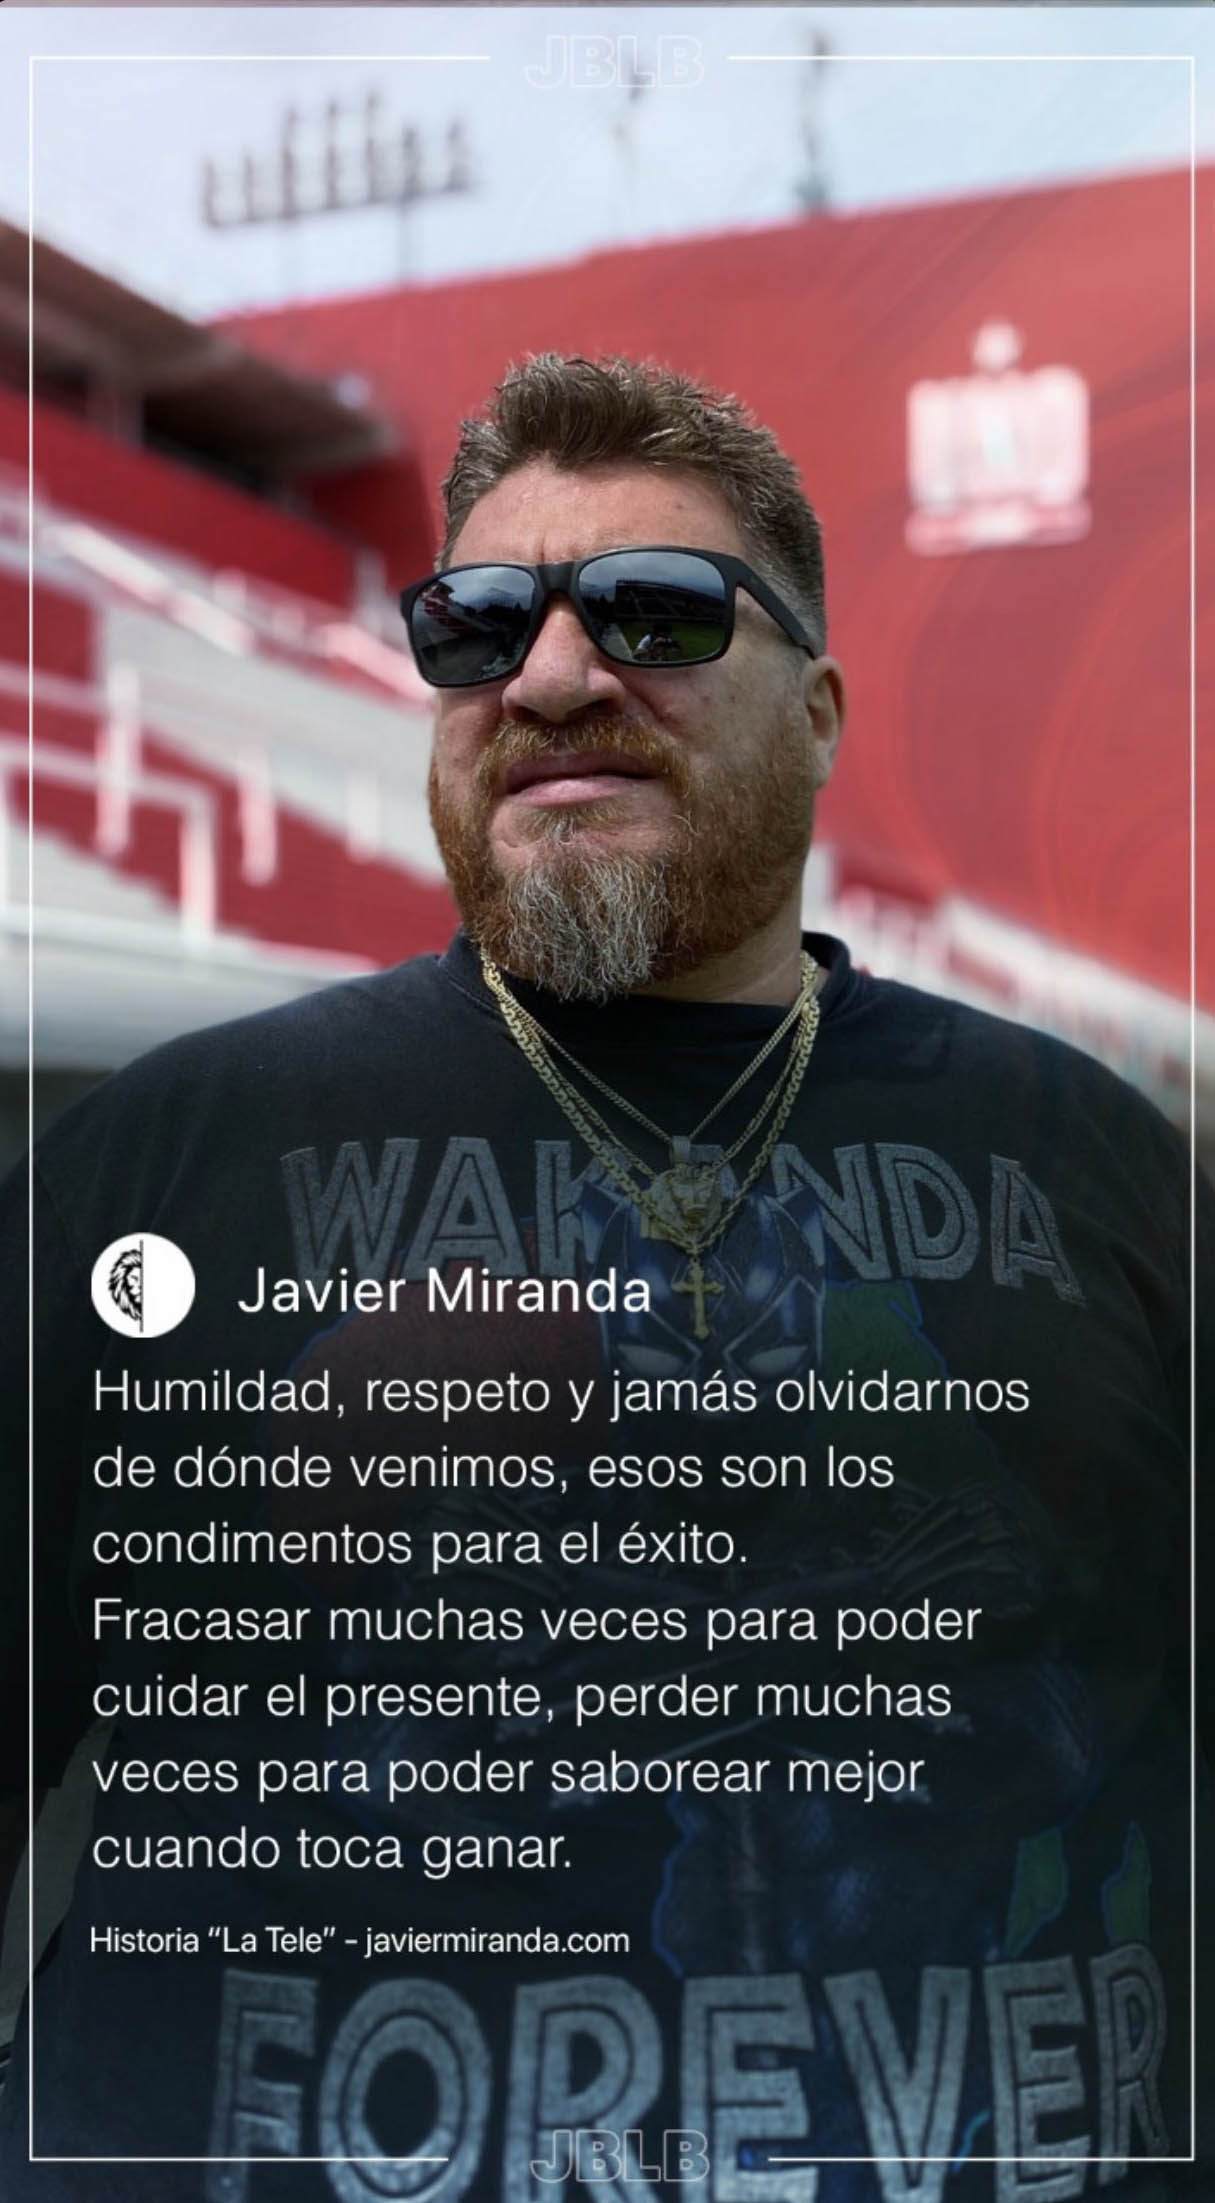 JBLB
WAKANDA
Javier Miranda
Humildad, respeto y jamás olvidarnos
de dónde venimos, esos son los
condimentos para el éxito.
Fracasar muchas veces para poder
cuidar el presente, perder muchas
veces para poder saborear mejor
cuando toca ganar.
Historia “La Tele” - javiermiranda.com
FOREVER
JBLB